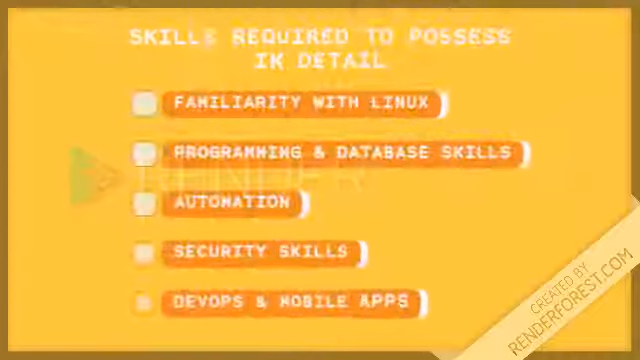 SKILLS REQUIRED TO POSSESS
IN DETAIL
FAMILIARITY WITH LINUX
PROGRAMMING & DATABASE SKILLS
RENDER
AUTOMATION
SECURITY SKILLS
DEVOPS & MOBILE APPS
CREATED BY
RENDERFOREST.COM